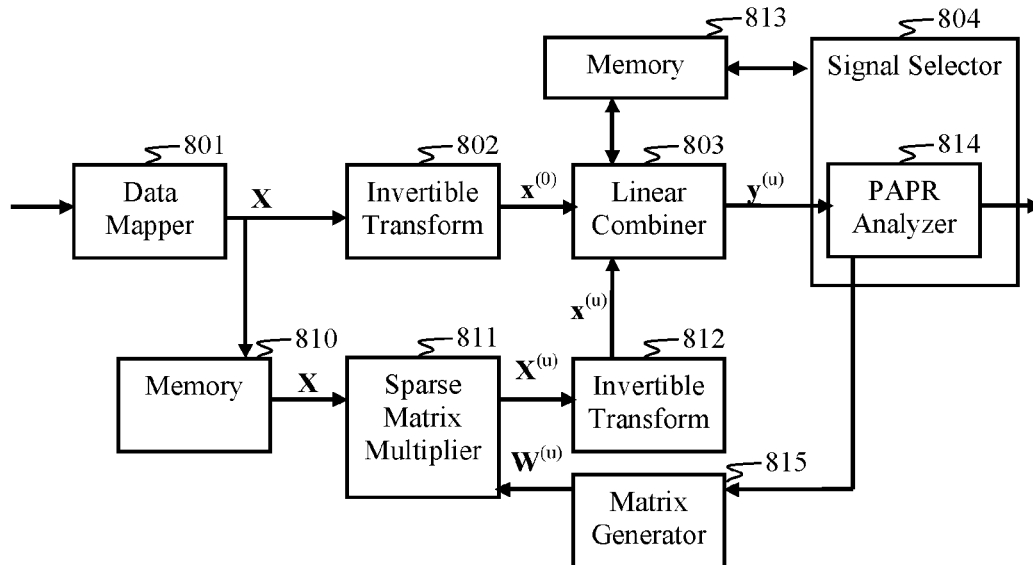 813
804
Memory
Signal Selector
801
802
803
814
Data
Mapper
X
Invertible
Transform
x^(0)
Linear
Combiner
y^(u)
PAPR
Analyzer
x^(u)
810
811
812
Memory
X
Sparse
Matrix
Multiplier
X^(u)
Invertible
Transform
W^(u)
815
Matrix
Generator